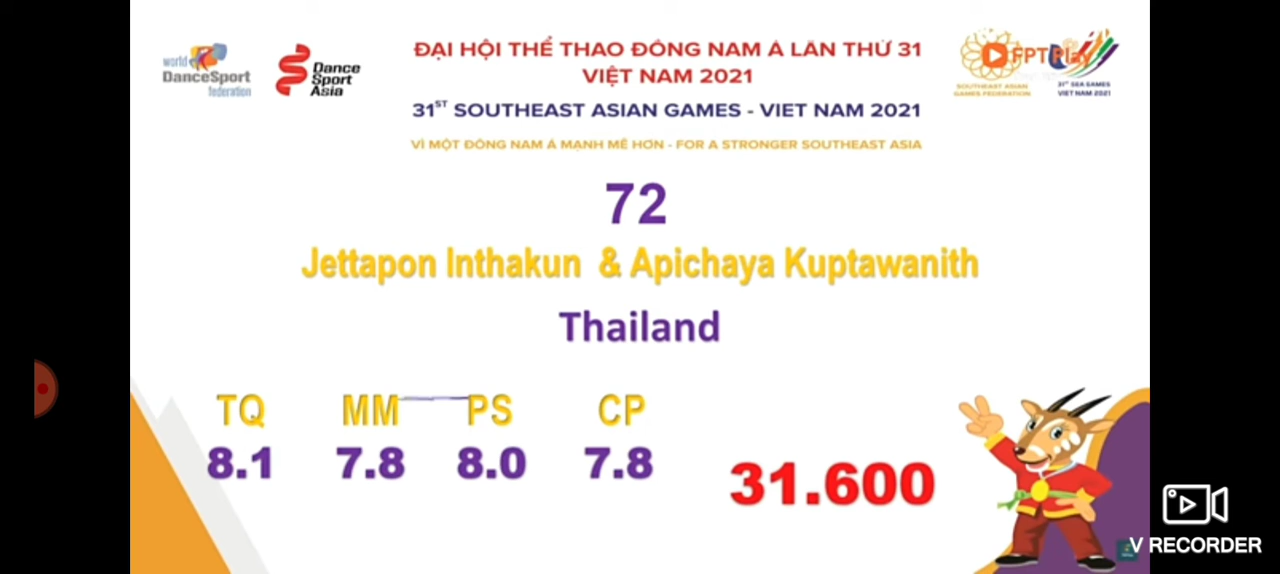 world
DanceSport
federation
Dance
Sport
Asia
ĐẠI HỘI THỂ THAO ĐÔNG NAM Á LẦN THỨ 31
VIỆT NAM 2021
31ST SOUTHEAST ASIAN GAMES - VIET NAM 2021
VÌ MỘT ĐÔNG NAM Á MẠNH MẼ HƠN - FOR A STRONGER SOUTHEAST ASIA
FPT Play
SOUTHEAST ASIAN
GAMES FEDERATION
31ST SEA GAMES
VIET NAM 2021
72
Jettapon Inthakun & Apichaya Kuptawanith
Thailand
TQ MM PS CP
8.1 7.8 8.0 7.8
31.600
V RECORDER